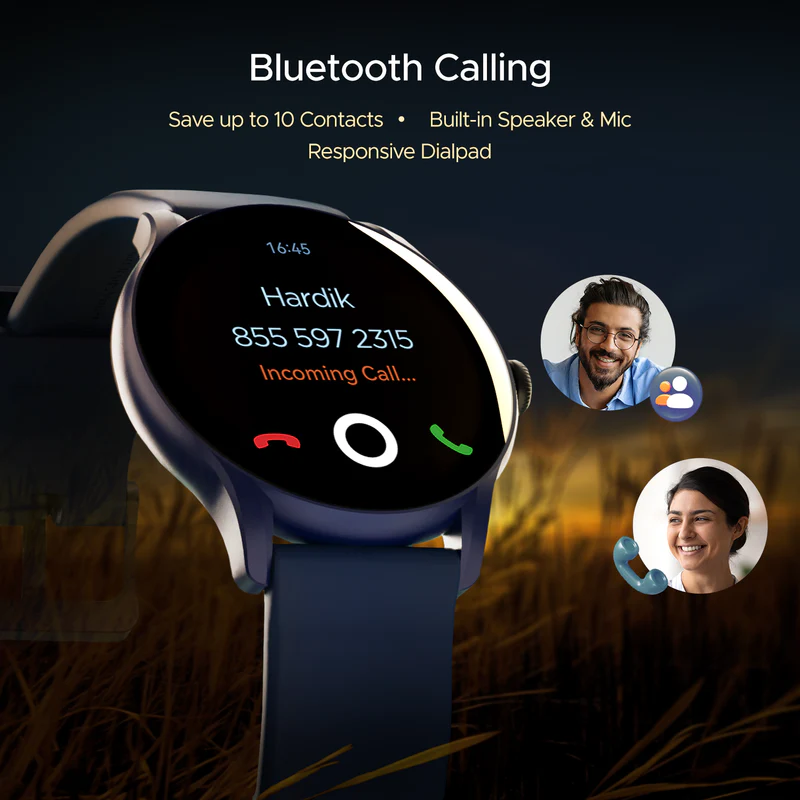 Bluetooth Calling
Save up to 10 Contacts • Built-in Speaker & Mic
Responsive Dialpad
16:45
Hardik
855 597 2315
Incoming Call...